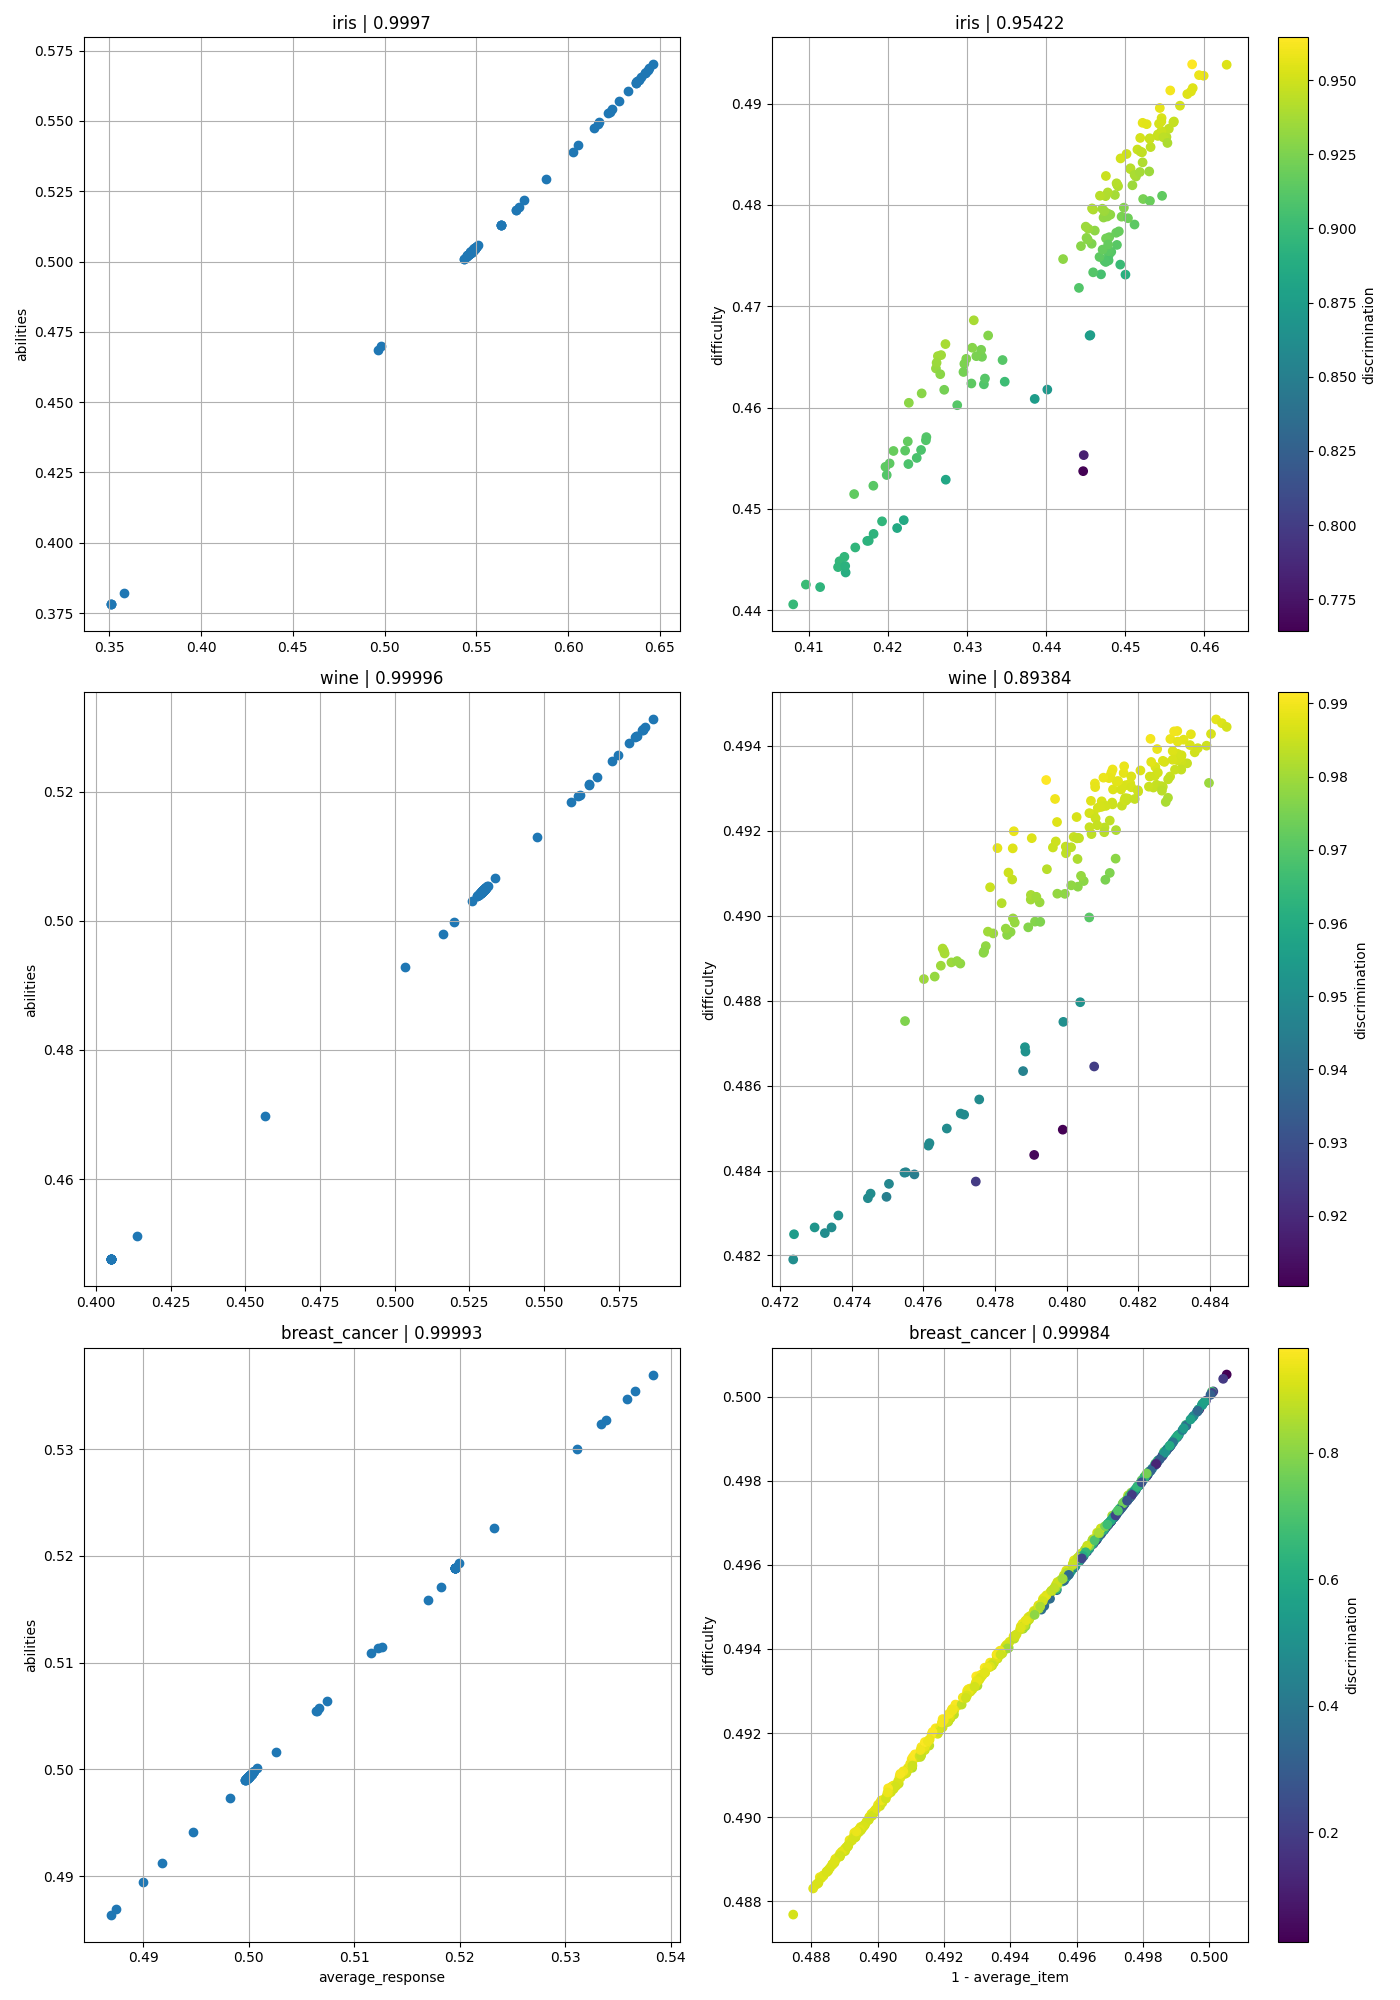 iris | 0.9997
0.575
0.550
0.525
0.500
0.475
0.450
0.425
0.400
0.375
abilities
0.35 0.40 0.45 0.50 0.55 0.60 0.65
iris | 0.95422
0.49
0.48
0.47
0.46
0.45
0.44
difficulty
0.41 0.42 0.43 0.44 0.45 0.46
0.950
0.925
0.900
0.875
0.850
0.825
0.800
0.775
discrimination
wine | 0.99996
0.52
0.50
0.48
0.46
abilities
0.400 0.425 0.450 0.475 0.500 0.525 0.550 0.575
wine | 0.89384
0.494
0.492
0.490
0.488
0.486
0.484
0.482
difficulty
0.472 0.474 0.476 0.478 0.480 0.482 0.484
0.99
0.98
0.97
0.96
0.95
0.94
0.93
0.92
discrimination
breast_cancer | 0.99993
0.53
0.52
0.51
0.50
0.49
abilities
0.49 0.50 0.51 0.52 0.53 0.54
average_response
breast_cancer | 0.99984
0.500
0.498
0.496
0.494
0.492
0.490
0.488
difficulty
0.488 0.490 0.492 0.494 0.496 0.498 0.500
1 - average_item
0.8
0.6
0.4
0.2
discrimination